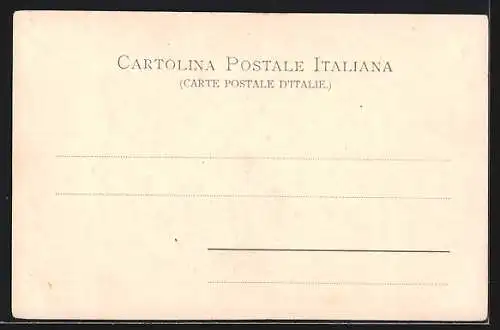 CARTOLINA POSTALE ITALIANA
(CARTE POSTALE D'ITALIE.)